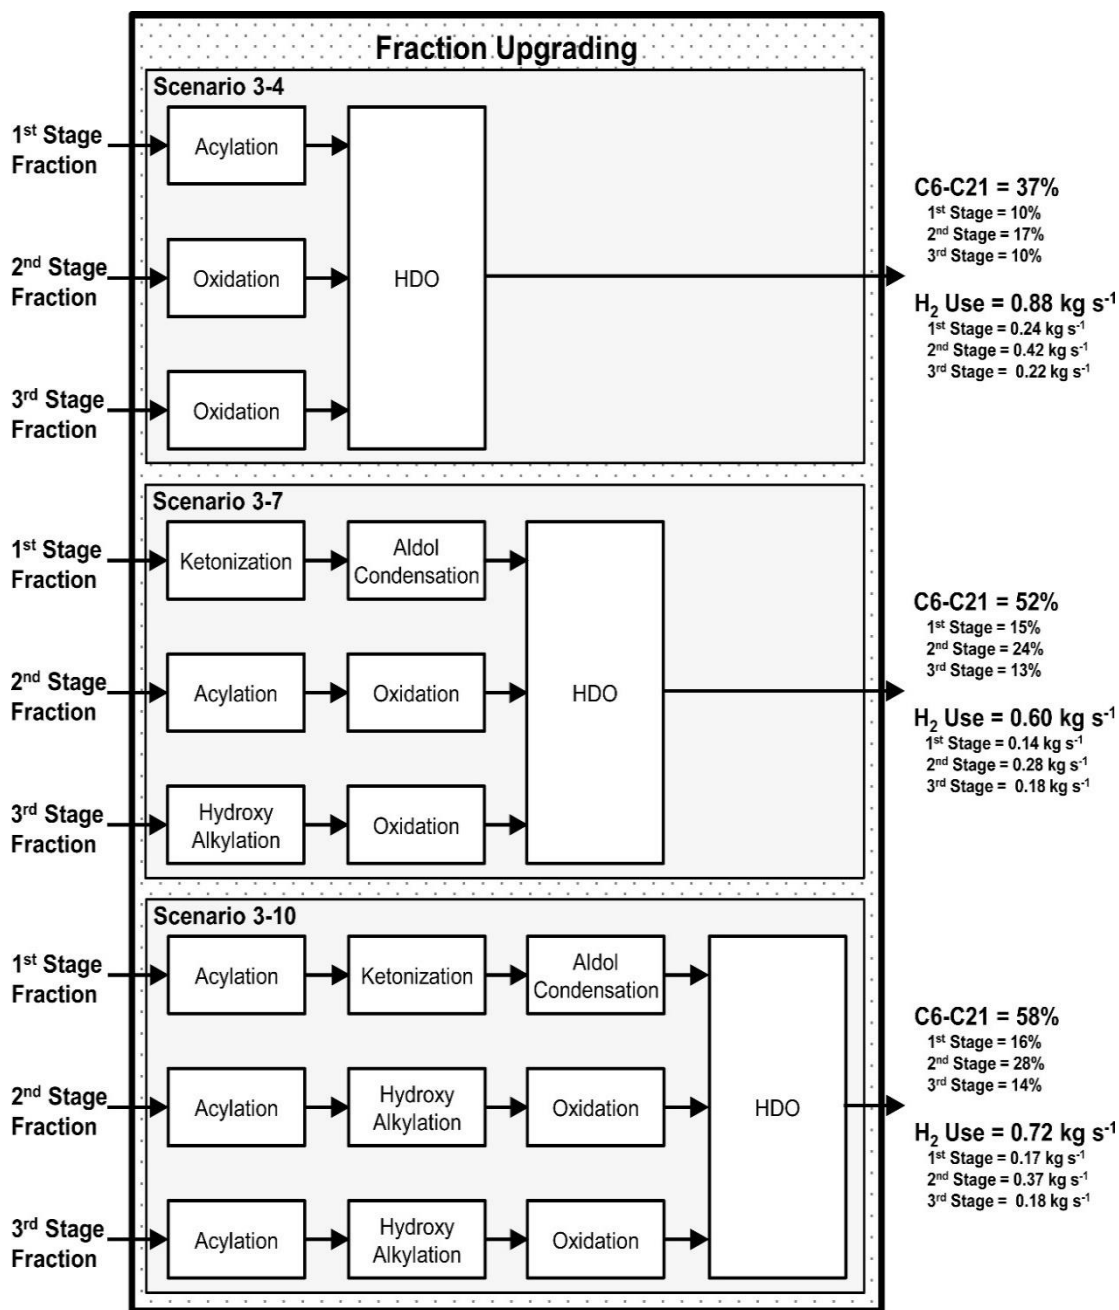 Fraction Upgrading
Scenario 3-4
1st Stage
Fraction
Acylation
2nd Stage
Fraction
Oxidation
HDO
3rd Stage
Fraction
Oxidation
C6-C21 = 37%
1st Stage = 10%
2nd Stage = 17%
3rd Stage = 10%
H2 Use = 0.88 kg s-1
1st Stage = 0.24 kg s-1
2nd Stage = 0.42 kg s-1
3rd Stage = 0.22 kg s-1
Scenario 3-7
1st Stage
Fraction
Ketonization
Aldol
Condensation
2nd Stage
Fraction
Acylation
Oxidation
HDO
3rd Stage
Fraction
Hydroxy
Alkylation
Oxidation
C6-C21 = 52%
1st Stage = 15%
2nd Stage = 24%
3rd Stage = 13%
H2 Use = 0.60 kg s-1
1st Stage = 0.14 kg s-1
2nd Stage = 0.28 kg s-1
3rd Stage = 0.18 kg s-1
Scenario 3-10
1st Stage
Fraction
Acylation
Ketonization
Aldol
Condensation
2nd Stage
Fraction
Acylation
Hydroxy
Alkylation
Oxidation
HDO
3rd Stage
Fraction
Acylation
Hydroxy
Alkylation
Oxidation
C6-C21 = 58%
1st Stage = 16%
2nd Stage = 28%
3rd Stage = 14%
H2 Use = 0.72 kg s-1
1st Stage = 0.17 kg s-1
2nd Stage = 0.37 kg s-1
3rd Stage = 0.18 kg s-1